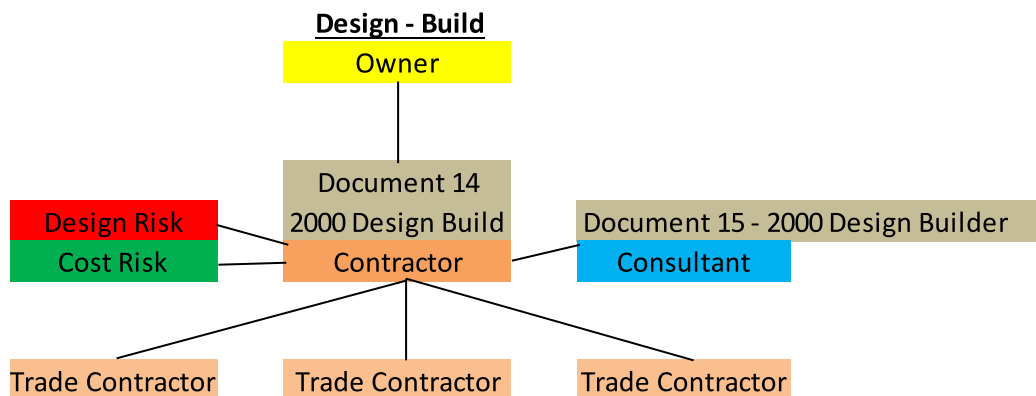 Design - Build
Owner
Document 14
2000 Design Build
Design Risk
Document 15 - 2000 Design Builder
Cost Risk
Contractor
Consultant
Trade Contractor
Trade Contractor
Trade Contractor